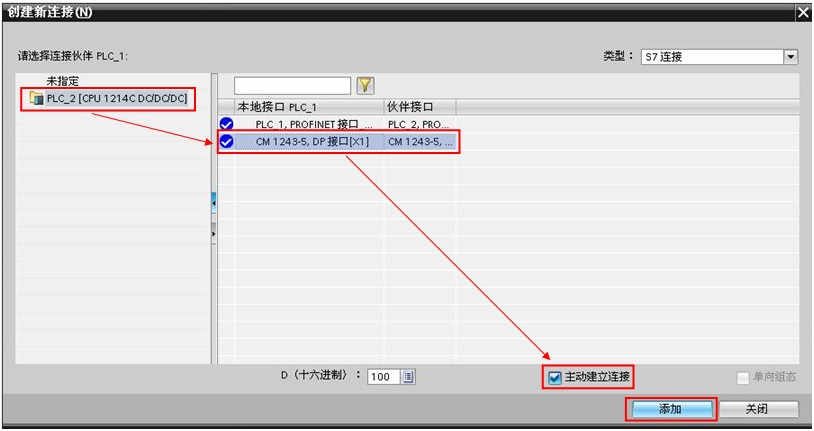 创建新连接(N)
请选择连接伙伴 PLC_1:
类型： S7 连接
未指定
PLC_2 [CPU 1214C DC/DC/DC]
本地接口 PLC_1 伙伴接口
PLC_1, PROFINET 接口_... PLC_2, PRO...
CM 1243-5, DP 接口[X1] CM 1243-5, ...
D（十六进制）： 100
主动建立连接
单向组态
添加
关闭